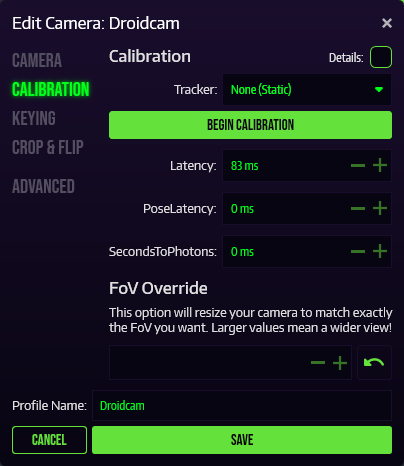 Edit Camera: Droidcam ×
CAMERA
CALIBRATION
KEYING
CROP & FLIP
ADVANCED
Calibration Details:
Tracker: None (Static)
BEGIN CALIBRATION
Latency: 83 ms
PoseLatency: 0 ms
SecondsToPhotons: 0 ms
FoV Override
This option will resize your camera to match exactly
the FoV you want. Larger values mean a wider view!
Profile Name: Droidcam
CANCEL SAVE